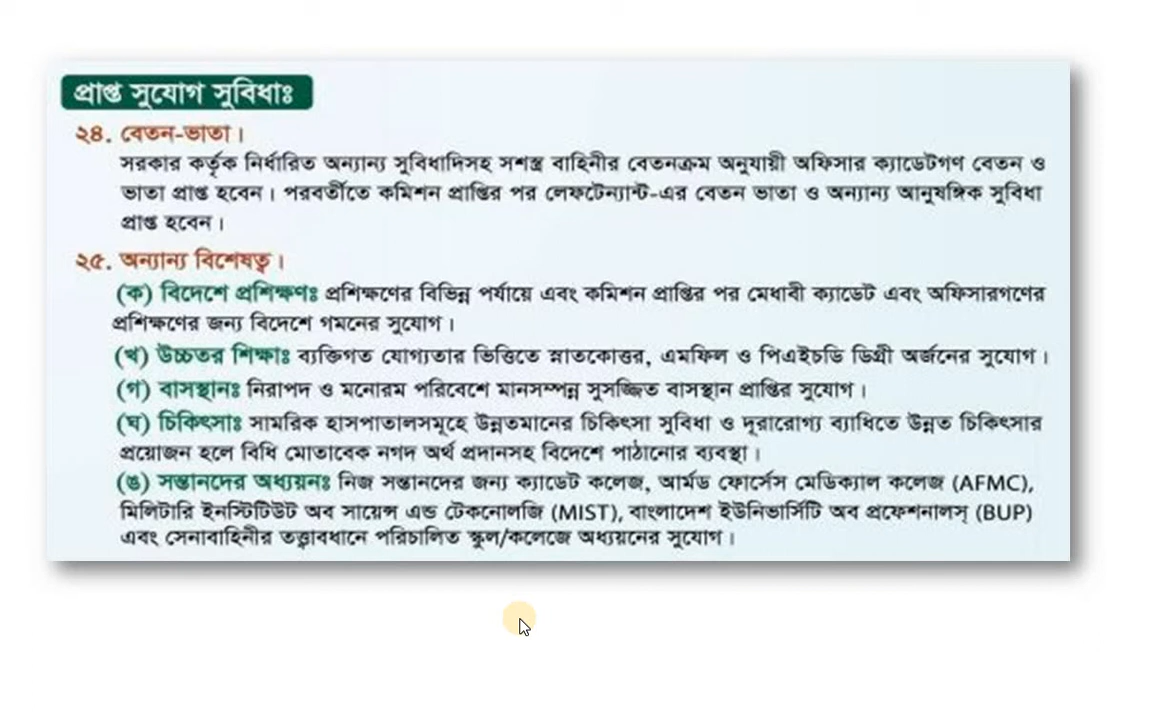 প্রাপ্ত সুযোগ সুবিধাঃ
২৪. বেতন-ভাতা।
সরকার কর্তৃক নির্ধারিত অন্যান্য সুবিধাদিসহ সশস্ত্র বাহিনীর বেতনক্রম অনুযায়ী অফিসার ক্যাডেটগণ বেতন ও
ভাতা প্রাপ্ত হবেন। পরবর্তীতে কমিশন প্রাপ্তির পর লেফটেন্যান্ট-এর বেতন ভাতা ও অন্যান্য আনুষঙ্গিক সুবিধা
প্রাপ্ত হবেন।
২৫. অন্যান্য বিশেষত্ব।
(ক) বিদেশে প্রশিক্ষণঃ প্রশিক্ষণের বিভিন্ন পর্যায়ে এবং কমিশন প্রাপ্তির পর মেধাবী ক্যাডেট এবং অফিসারগণের
প্রশিক্ষণের জন্য বিদেশে গমনের সুযোগ।
(খ) উচ্চতর শিক্ষাঃ ব্যক্তিগত যোগ্যতার ভিত্তিতে স্নাতকোত্তর, এমফিল ও পিএইচডি ডিগ্রী অর্জনের সুযোগ।
(গ) বাসস্থানঃ নিরাপদ ও মনোরম পরিবেশে মানসম্পন্ন সুসজ্জিত বাসস্থান প্রাপ্তির সুযোগ।
(ঘ) চিকিৎসাঃ সামরিক হাসপাতালসমূহে উন্নতমানের চিকিৎসা সুবিধা ও দূরারোগ্য ব্যাধিতে উন্নত চিকিৎসার
প্রয়োজন হলে বিধি মোতাবেক নগদ অর্থ প্রদানসহ বিদেশে পাঠানোর ব্যবস্থা।
(ঙ) সন্তানদের অধ্যয়নঃ নিজ সন্তানদের জন্য ক্যাডেট কলেজ, আর্মড ফোর্সেস মেডিক্যাল কলেজ (AFMC),
মিলিটারি ইনস্টিটিউট অব সায়েন্স এন্ড টেকনোলজি (MIST), বাংলাদেশ ইউনিভার্সিটি অব প্রফেশনালস্ (BUP)
এবং সেনাবাহিনীর তত্ত্বাবধানে পরিচালিত স্কুল/কলেজে অধ্যয়নের সুযোগ।